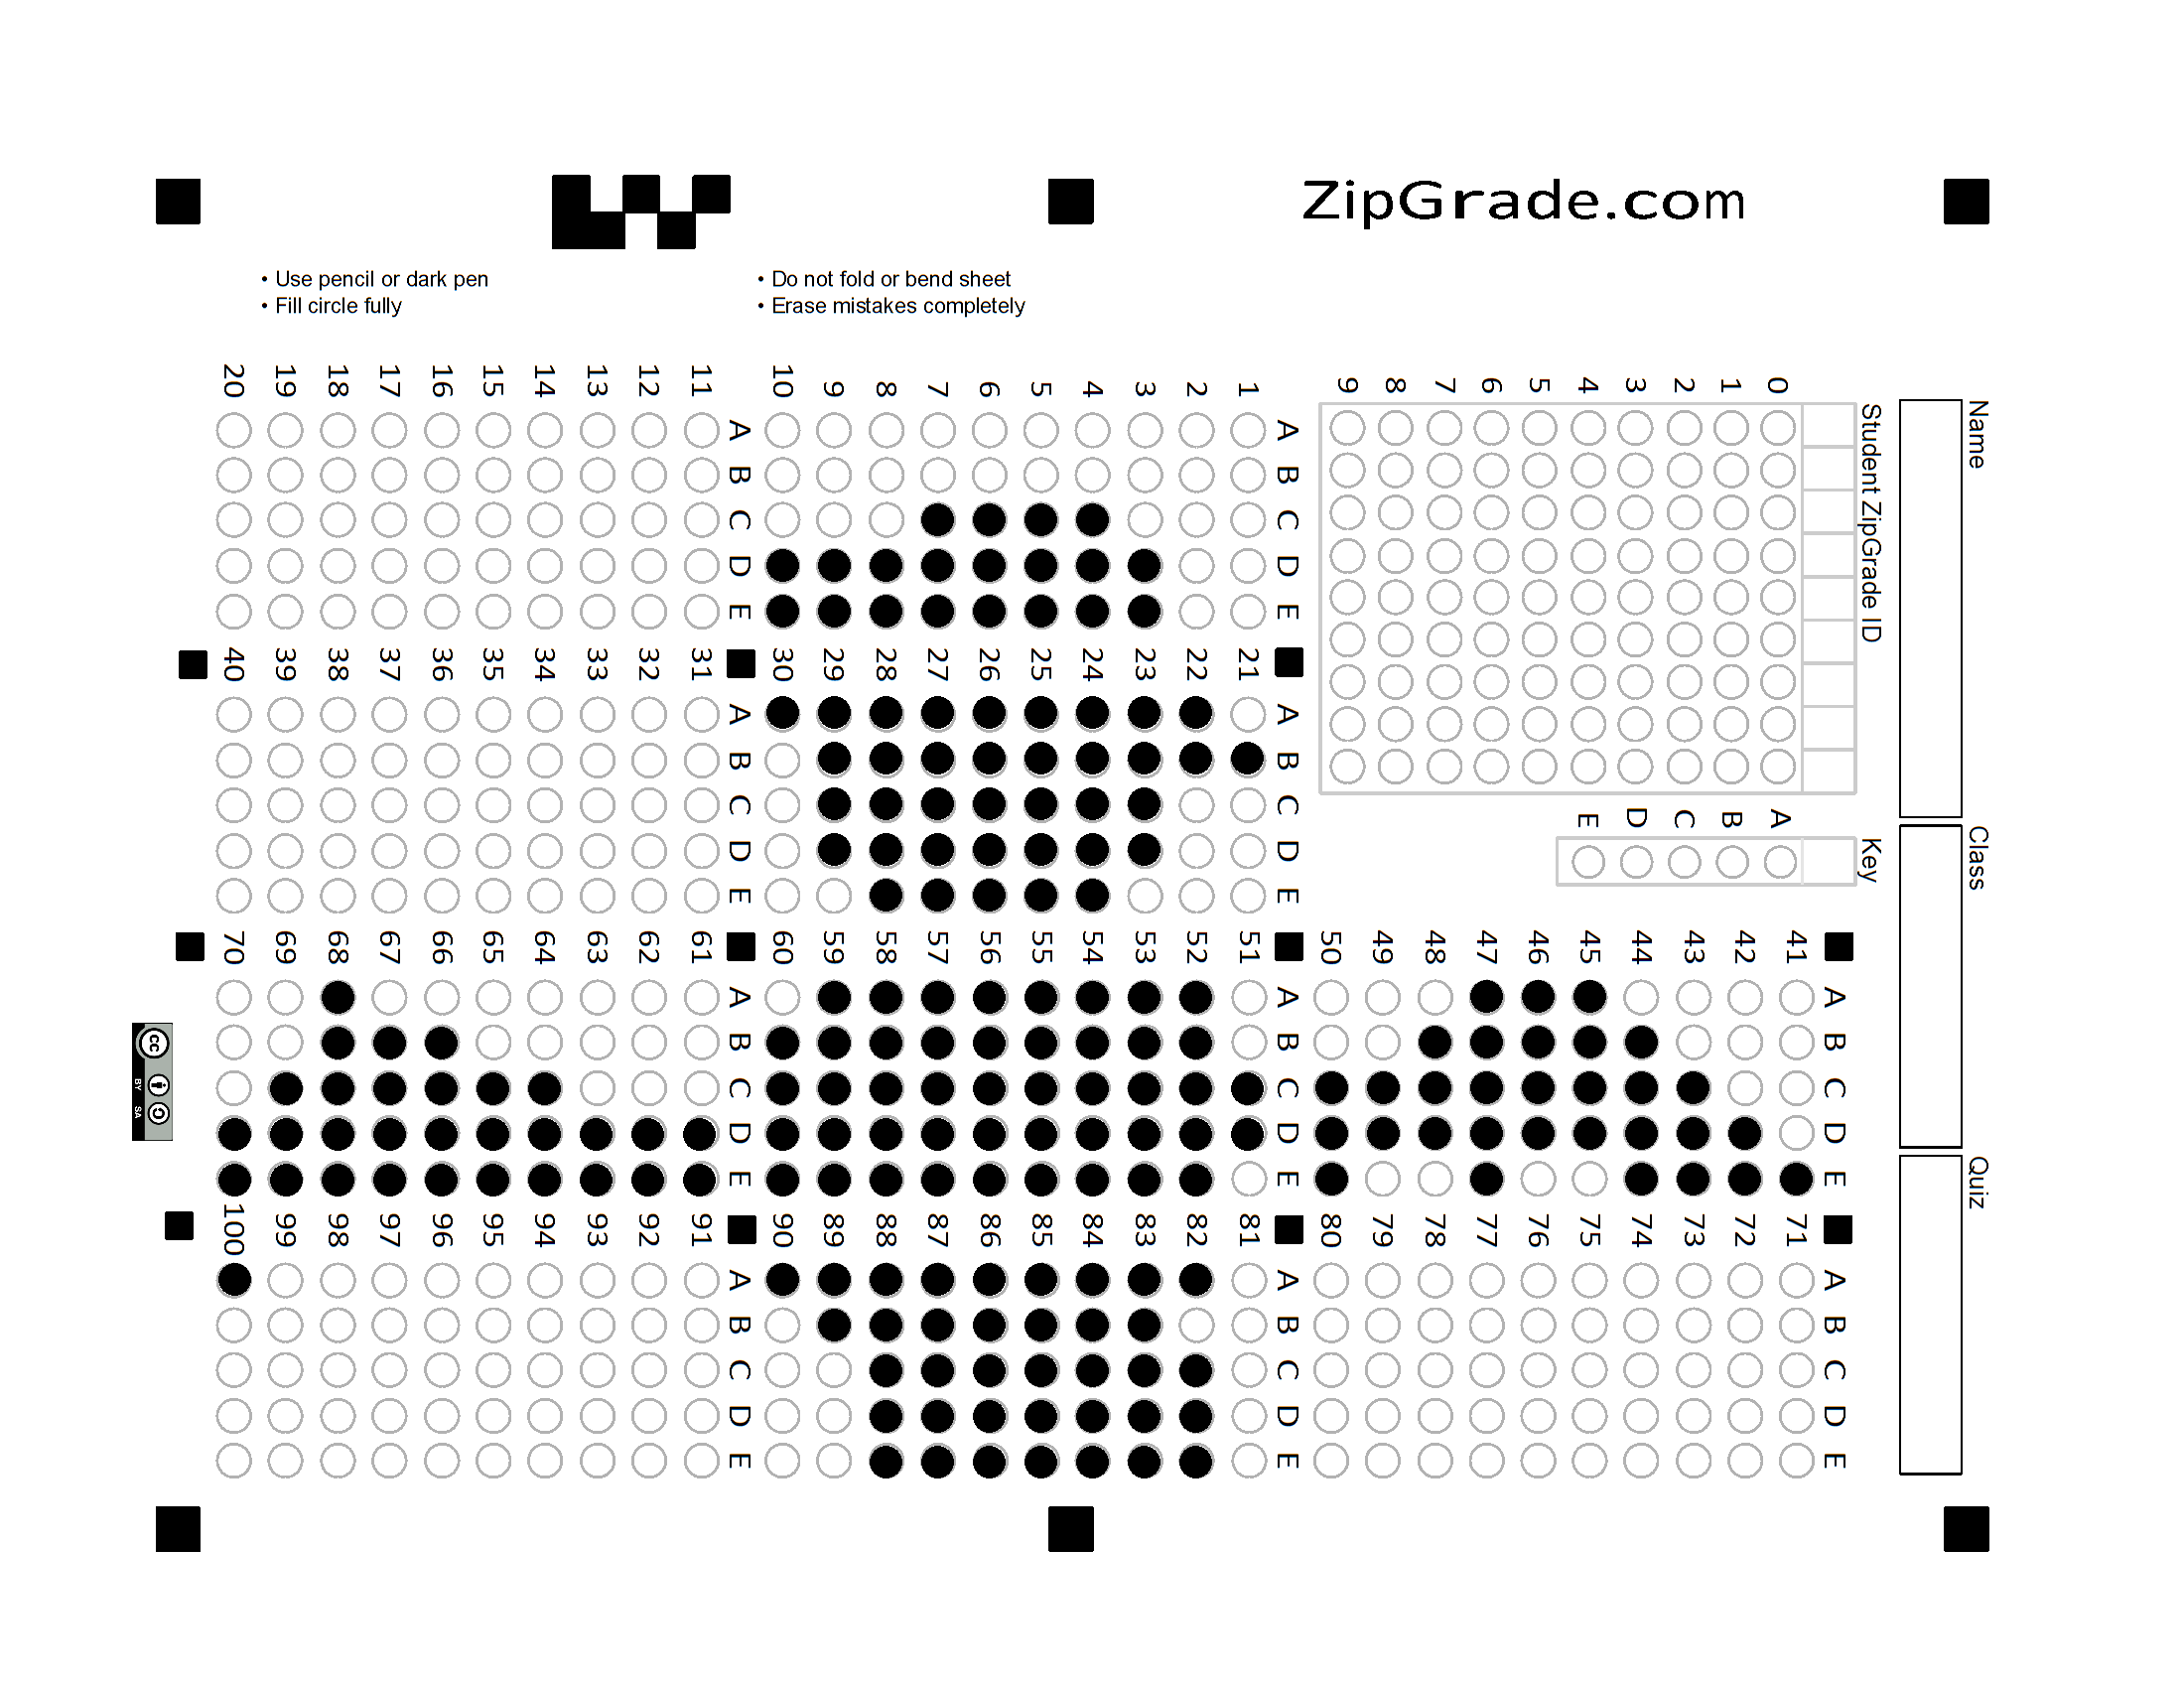 ZipGrade.com
• Use pencil or dark pen
• Fill circle fully
• Do not fold or bend sheet
• Erase mistakes completely
Name
Class
Quiz
Student ZipGrade ID
0 1 2 3 4 5 6 7 8 9
Key
A B C D E
1 2 3 4 5 6 7 8 9 10
A B C D E
11 12 13 14 15 16 17 18 19 20
A B C D E
21 22 23 24 25 26 27 28 29 30
A B C D E
31 32 33 34 35 36 37 38 39 40
A B C D E
41 42 43 44 45 46 47 48 49 50
A B C D E
51 52 53 54 55 56 57 58 59 60
A B C D E
61 62 63 64 65 66 67 68 69 70
A B C D E
71 72 73 74 75 76 77 78 79 80
A B C D E
81 82 83 84 85 86 87 88 89 90
A B C D E
91 92 93 94 95 96 97 98 99 100
A B C D E
cc BY SA